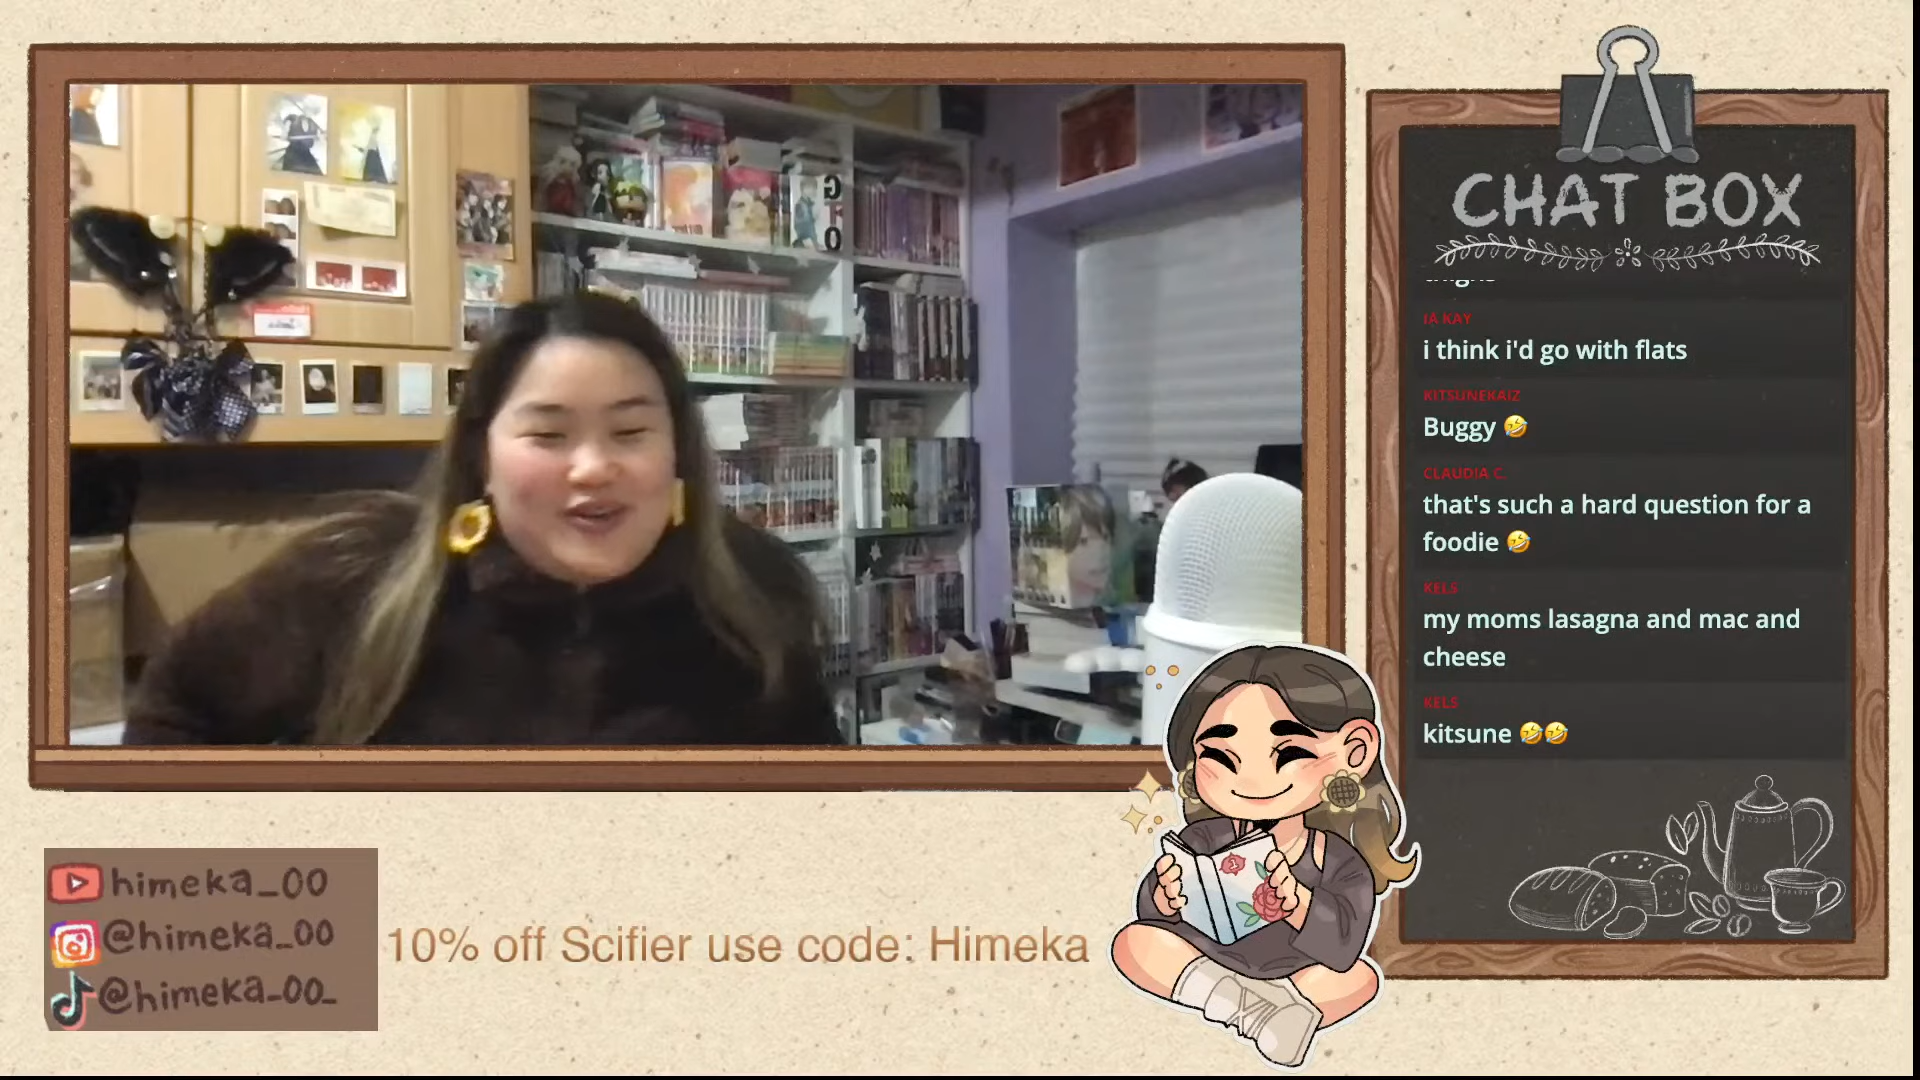 CHAT BOX
IA KAY
i think i'd go with flats
KITSUNEKAIZ
Buggy 🤣
CLAUDIA C.
that's such a hard question for a
foodie 🤣
KELS
my moms lasagna and mac and
cheese
KELS
kitsune 🤣🤣
himeka_00
@himeka_00
@himeka_00_
10% off Scifier use code: Himeka